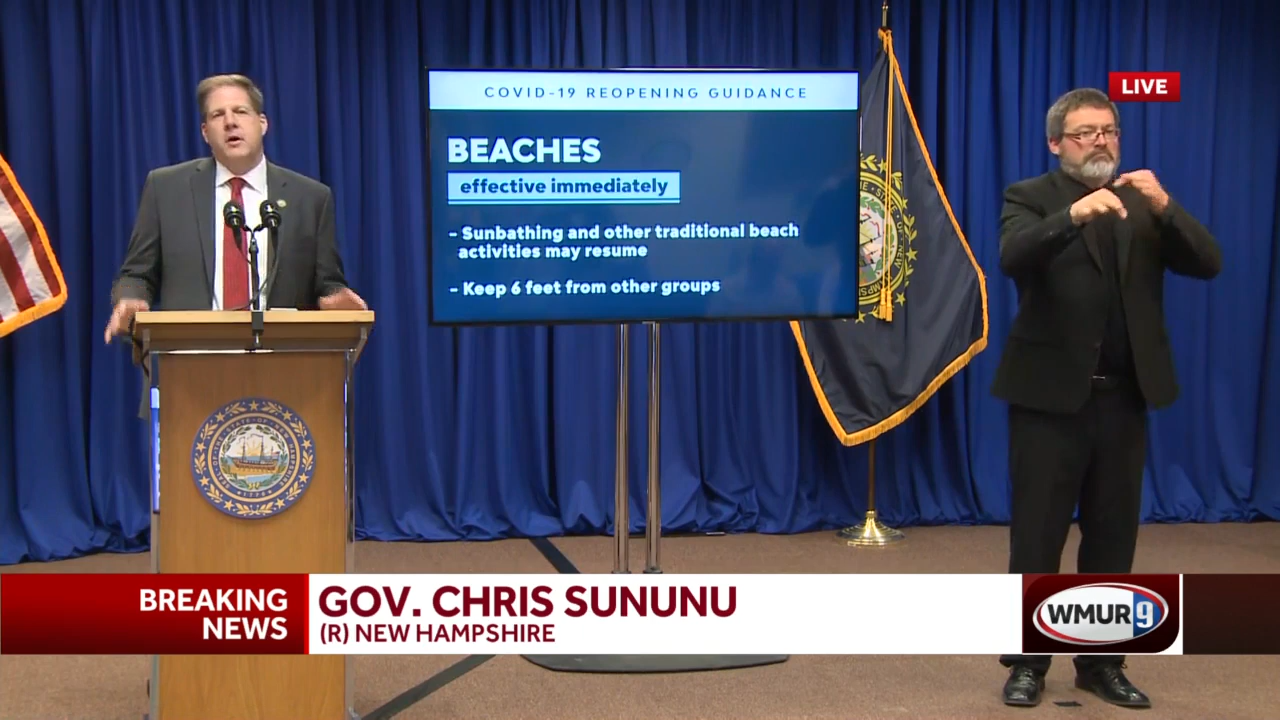 COVID-19 REOPENING GUIDANCE
BEACHES
effective immediately
- Sunbathing and other traditional beach
activities may resume
- Keep 6 feet from other groups
LIVE
BREAKING
NEWS
GOV. CHRIS SUNUNU
(R) NEW HAMPSHIRE
WMUR9